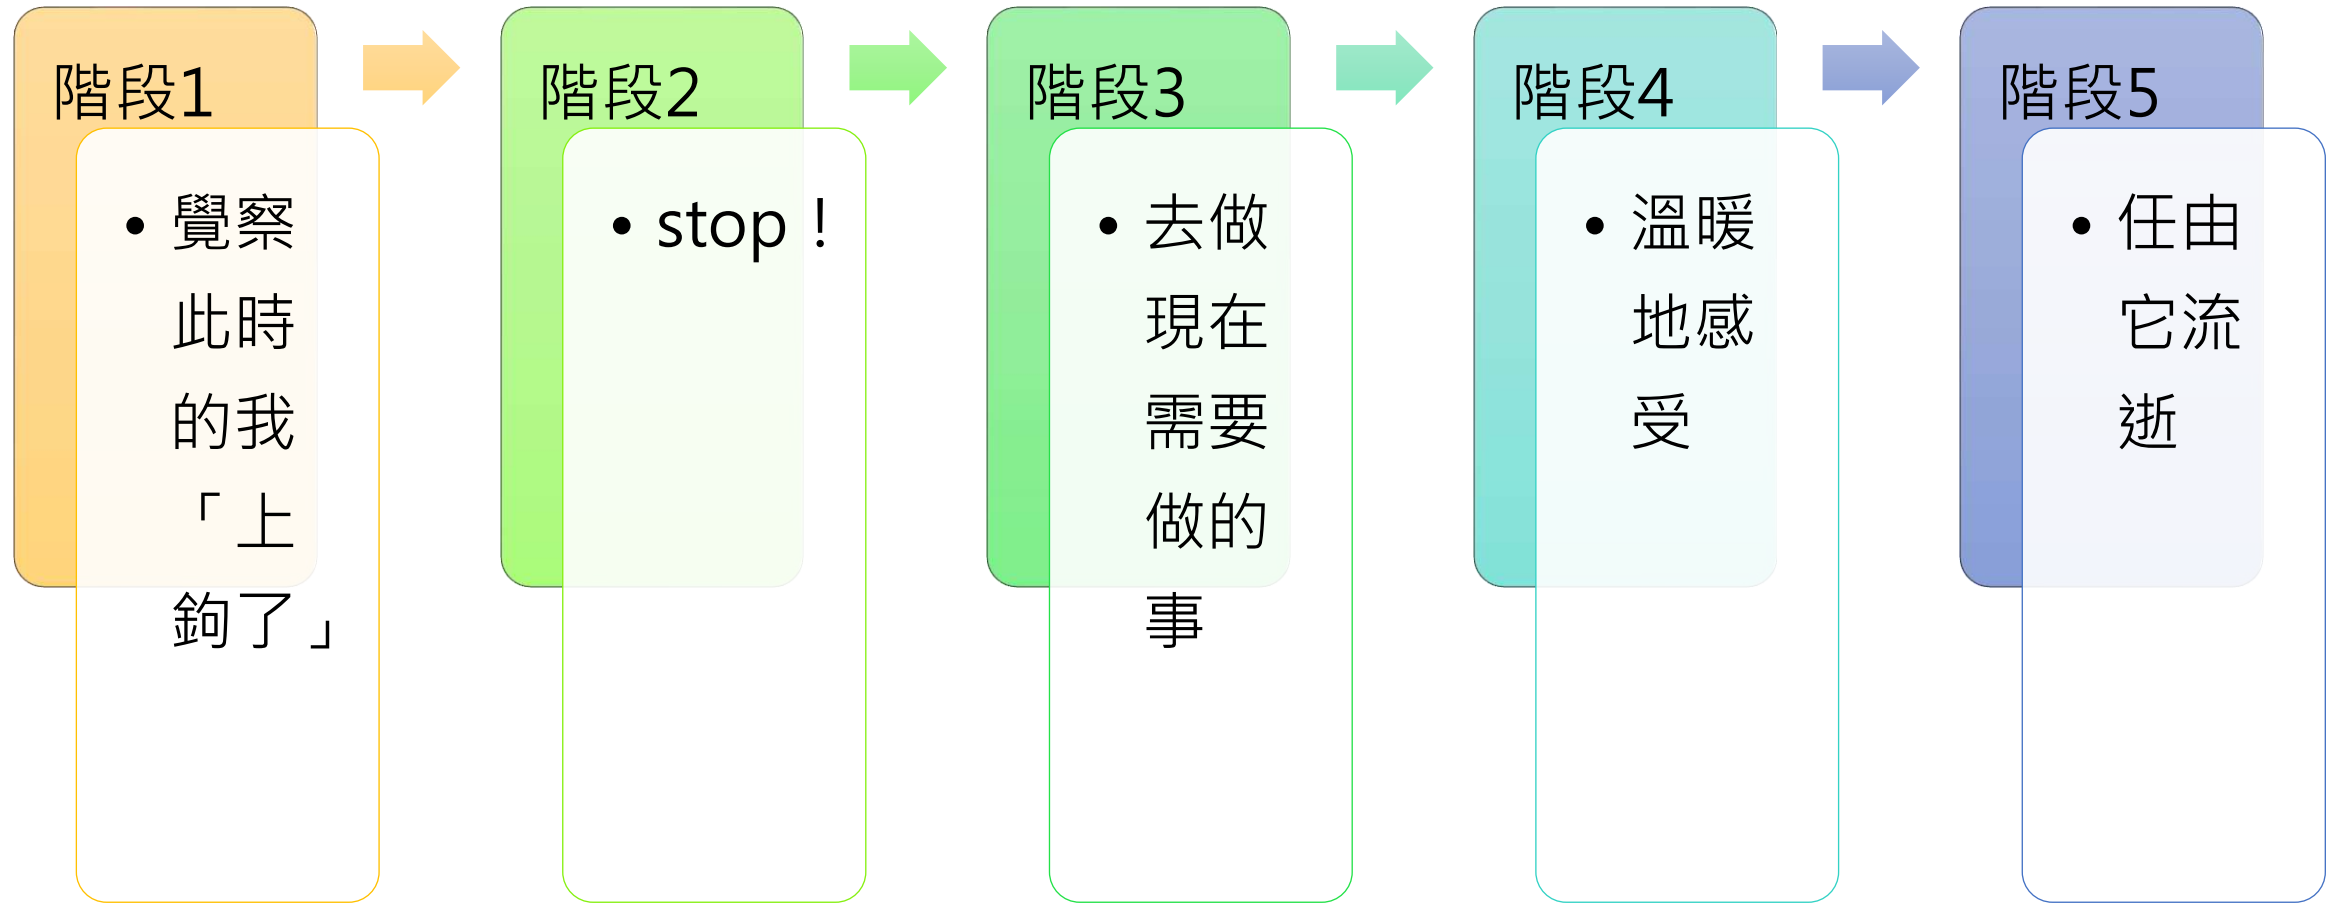 階段1
• 覺察
此時
的我
「上
鉤了」
階段2
• stop！
階段3
• 去做
現在
需要
做的
事
階段4
• 溫暖
地感
受
階段5
• 任由
它流
逝